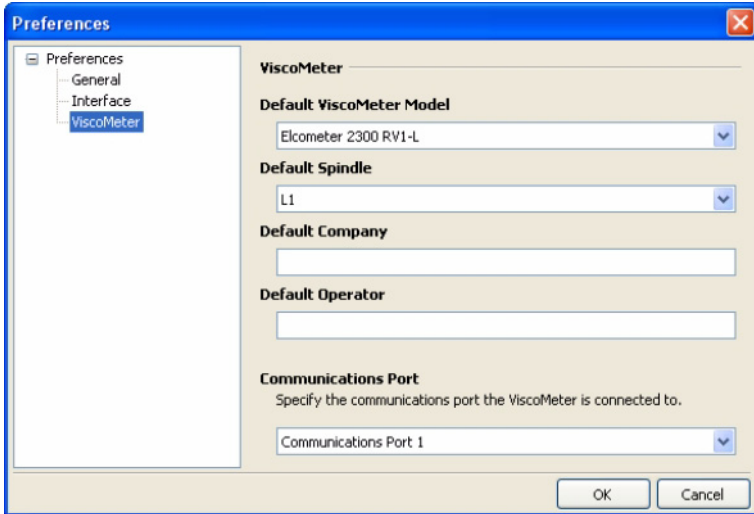 Preferences
Preferences
General
Interface
ViscoMeter
ViscoMeter
Default ViscoMeter Model
Elcometer 2300 RV1-L
Default Spindle
L1
Default Company
Default Operator
Communications Port
Specify the communications port the ViscoMeter is connected to.
Communications Port 1
OK Cancel